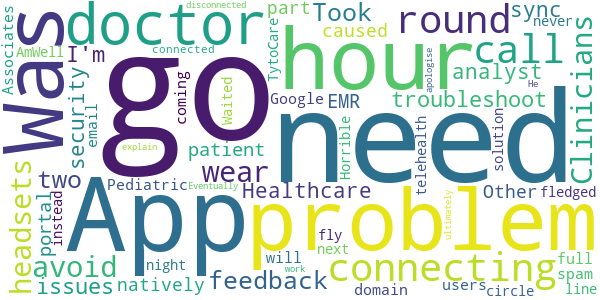 Associates
Was
doctor
go
hour
round
sync
never
disconnected
part
Took
caused
call
Clinicians
AmWell
I'm
connected
TytoCare
apologise
analyst
He
security
email
coming
Waited
Google
EMR
troubleshoot
need
headsets
two
explain
patient
Horrible
telehealth
solution
wear
Pediatric
Eventually
Healthcare
Other
fledged
portal
instead
App
problem
ultimately
avoid
connecting
fly
next
full
issues
night
will
users
spam
natively
feedback
work
domain
circle
line